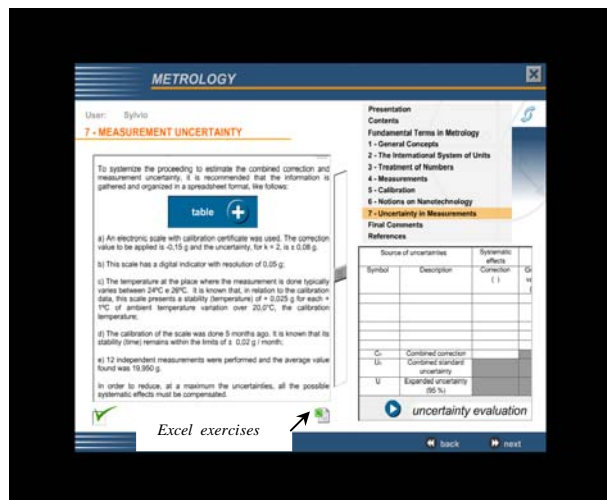 METROLOGY
User: Sylvio
7 - MEASUREMENT UNCERTAINTY
To systemize the proceeding to estimate the combined correction and
measurement uncertainty, it is recommended that the information is
gathered and organized in a spreadsheet format, like follows:
table
a) An electronic scale with calibration certificate was used. The correction
value to be applied is -0,15 g and the uncertainty, for k = 2, is ± 0,08 g.
b) This scale has a digital indicator with resolution of 0,05 g;
c) The temperature at the place where the measurement is done typically
varies between 24ºC e 26ºC. It is known that, in relation to the calibration
data, this scale presents a stability (temperature) of + 0,025 g for each +
1ºC of ambient temperature variation over 20,0ºC, the calibration
temperature;
d) The calibration of the scale was done 5 months ago. It is known that its
stability (time) remains within the limits of ± 0,02 g / month;
e) 12 independent measurements were performed and the average value
found was 19,950 g.
In order to reduce, at a maximum the uncertainties, all the possible
systematic effects must be compensated.
Excel exercises
Presentation
Contents
Fundamental Terms in Metrology
1 - General Concepts
2 - The International System of Units
3 - Treatment of Numbers
4 - Measurements
5 - Calibration
6 - Notions on Nanotechnology
7 - Uncertainty in Measurements
Final Comments
References
Source of uncertainties Systematic
effects
Symbol Description Correction
( )
Combined correction
Combined standard
uncertainty
U Expanded uncertainty
(95 %)
uncertainty evaluation
back next